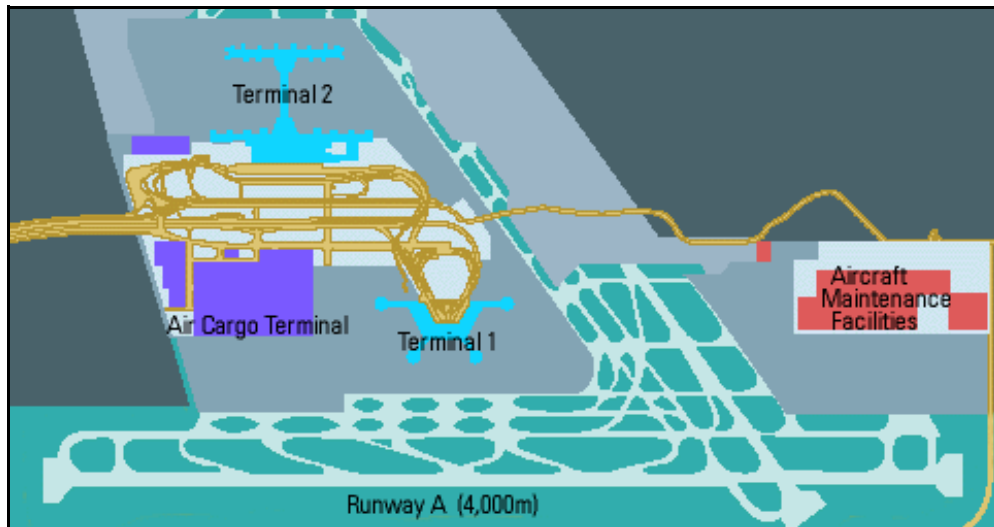 Terminal 2
Air Cargo Terminal
Terminal 1
Aircraft
Maintenance
Facilities
Runway A (4,000m)